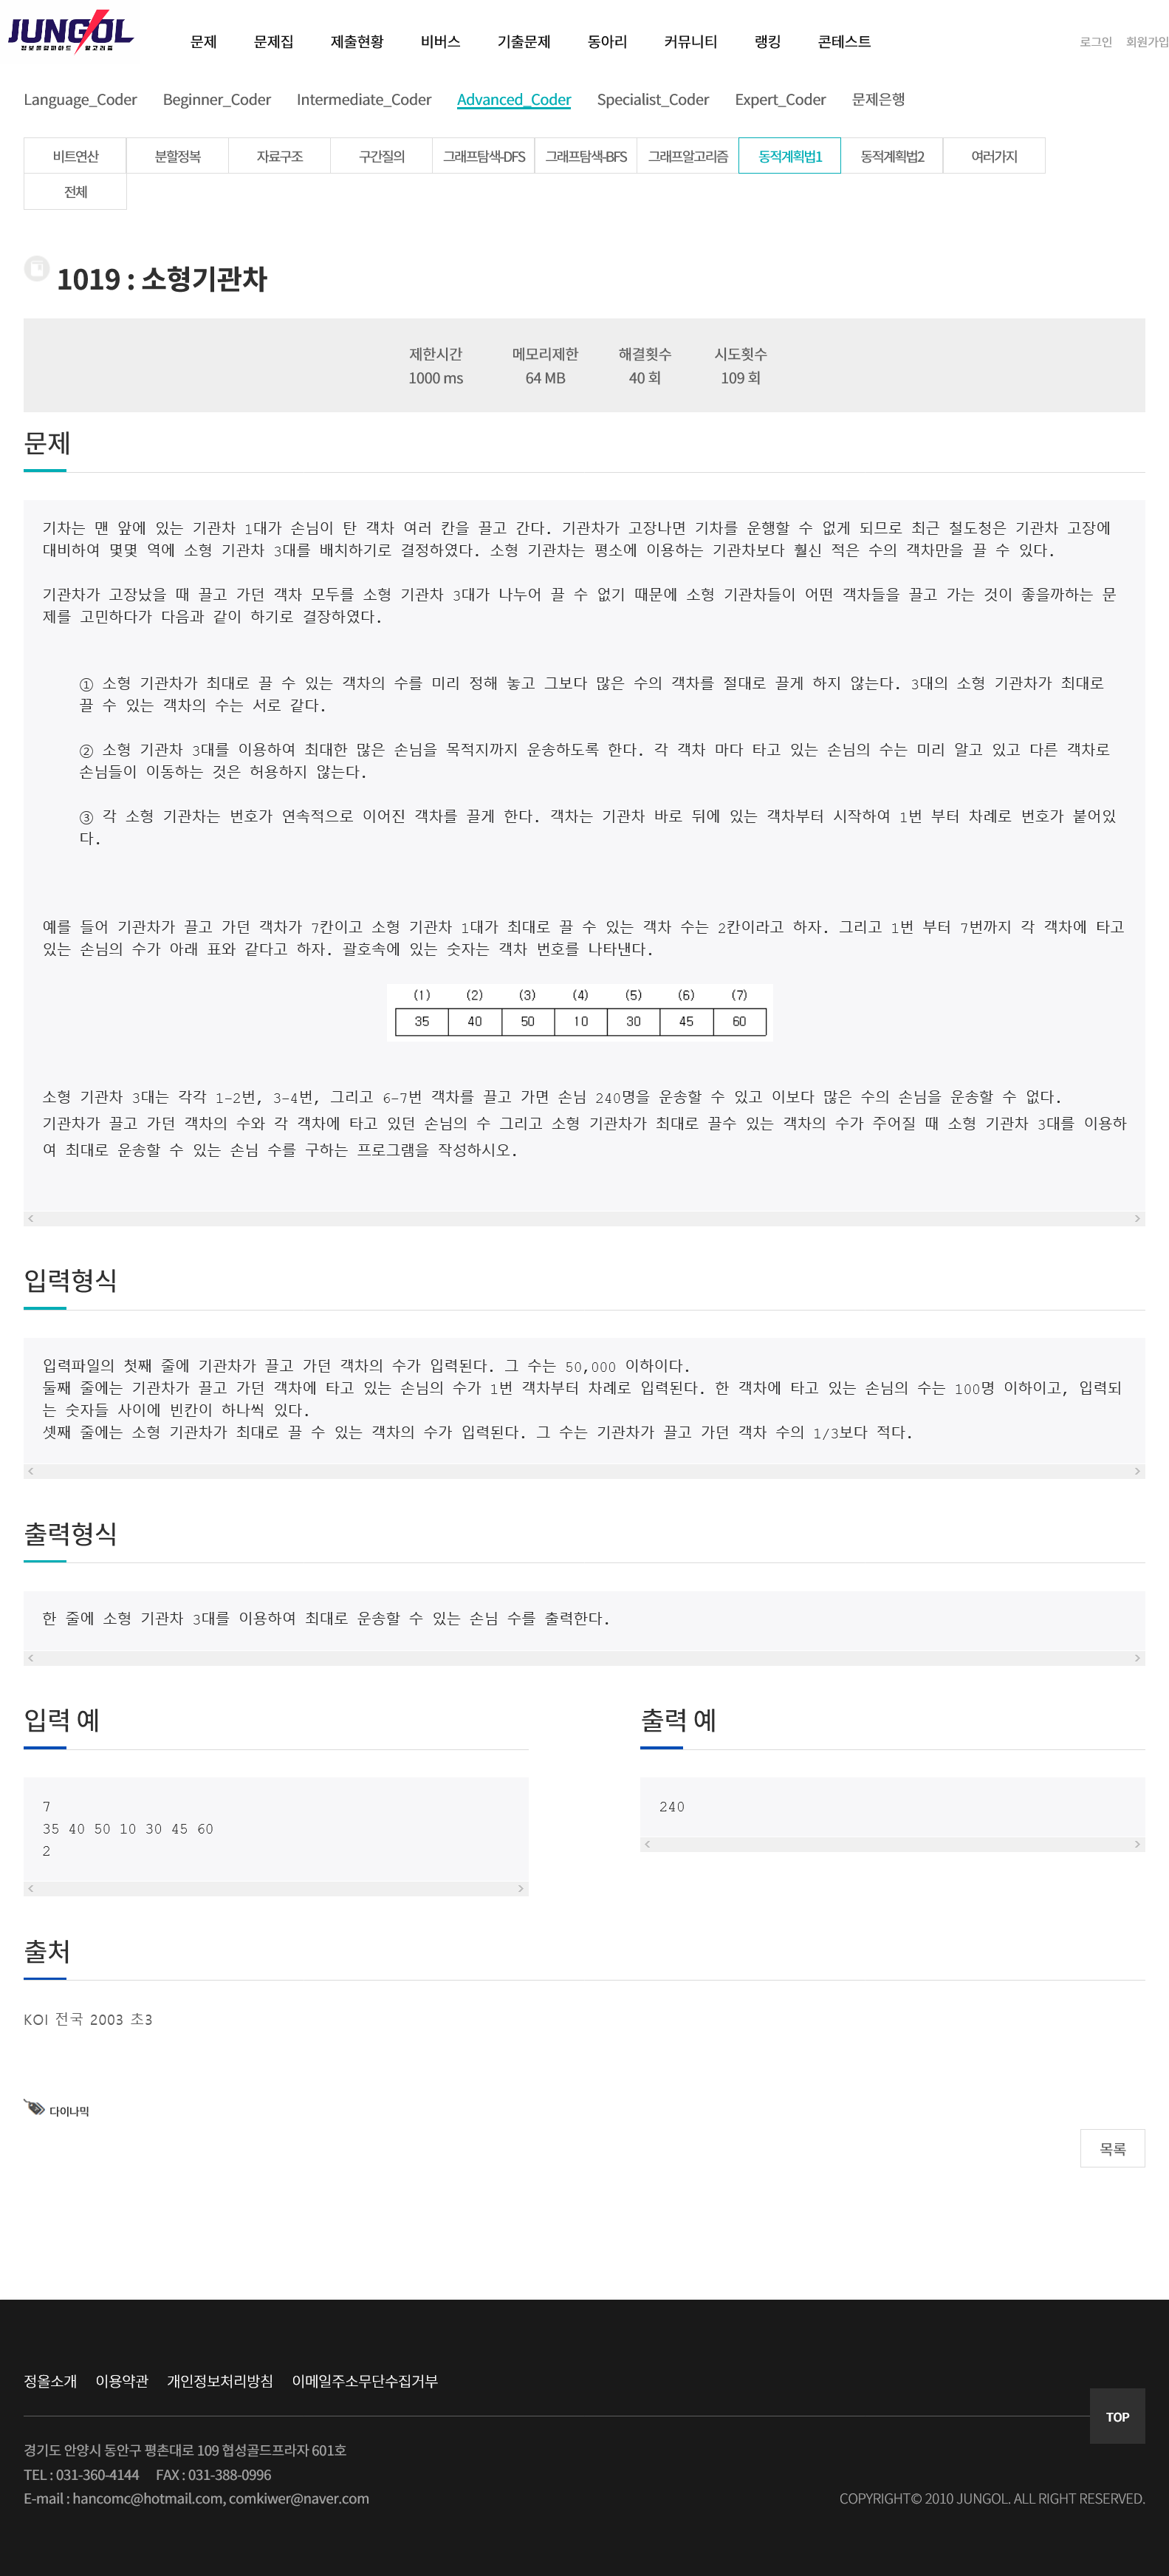 JUNGOL
정보올림피아드 알고리즘
문제 문제집 제출현황 비버스 기출문제 동아리 커뮤니티 랭킹 콘테스트 로그인 회원가입
Language_Coder Beginner_Coder Intermediate_Coder Advanced_Coder Specialist_Coder Expert_Coder 문제은행
비트연산 분할정복 자료구조 구간질의 그래프탐색-DFS 그래프탐색-BFS 그래프알고리즘 동적계획법1 동적계획법2 여러가지
전체
1019 : 소형기관차
제한시간 메모리제한 해결횟수 시도횟수
1000 ms 64 MB 40 회 109 회
문제
기차는 맨 앞에 있는 기관차 1대가 손님이 탄 객차 여러 칸을 끌고 간다. 기관차가 고장나면 기차를 운행할 수 없게 되므로 최근 철도청은 기관차 고장에
대비하여 몇몇 역에 소형 기관차 3대를 배치하기로 결정하였다. 소형 기관차는 평소에 이용하는 기관차보다 훨신 적은 수의 객차만을 끌 수 있다.
기관차가 고장났을 때 끌고 가던 객차 모두를 소형 기관차 3대가 나누어 끌 수 없기 때문에 소형 기관차들이 어떤 객차들을 끌고 가는 것이 좋을까하는 문
제를 고민하다가 다음과 같이 하기로 결장하였다.
① 소형 기관차가 최대로 끌 수 있는 객차의 수를 미리 정해 놓고 그보다 많은 수의 객차를 절대로 끌게 하지 않는다. 3대의 소형 기관차가 최대로
끌 수 있는 객차의 수는 서로 같다.
② 소형 기관차 3대를 이용하여 최대한 많은 손님을 목적지까지 운송하도록 한다. 각 객차 마다 타고 있는 손님의 수는 미리 알고 있고 다른 객차로
손님들이 이동하는 것은 허용하지 않는다.
③ 각 소형 기관차는 번호가 연속적으로 이어진 객차를 끌게 한다. 객차는 기관차 바로 뒤에 있는 객차부터 시작하여 1번 부터 차례로 번호가 붙어있
다.
예를 들어 기관차가 끌고 가던 객차가 7칸이고 소형 기관차 1대가 최대로 끌 수 있는 객차 수는 2칸이라고 하자. 그리고 1번 부터 7번까지 각 객차에 타고
있는 손님의 수가 아래 표와 같다고 하자. 괄호속에 있는 숫자는 객차 번호를 나타낸다.
(1) (2) (3) (4) (5) (6) (7)
35 40 50 10 30 45 60
소형 기관차 3대는 각각 1-2번, 3-4번, 그리고 6-7번 객차를 끌고 가면 손님 240명을 운송할 수 있고 이보다 많은 수의 손님을 운송할 수 없다.
기관차가 끌고 가던 객차의 수와 각 객차에 타고 있던 손님의 수 그리고 소형 기관차가 최대로 끌수 있는 객차의 수가 주어질 때 소형 기관차 3대를 이용하
여 최대로 운송할 수 있는 손님 수를 구하는 프로그램을 작성하시오.
입력형식
입력파일의 첫째 줄에 기관차가 끌고 가던 객차의 수가 입력된다. 그 수는 50,000 이하이다.
둘째 줄에는 기관차가 끌고 가던 객차에 타고 있는 손님의 수가 1번 객차부터 차례로 입력된다. 한 객차에 타고 있는 손님의 수는 100명 이하이고, 입력되
는 숫자들 사이에 빈칸이 하나씩 있다.
셋째 줄에는 소형 기관차가 최대로 끌 수 있는 객차의 수가 입력된다. 그 수는 기관차가 끌고 가던 객차 수의 1/3보다 적다.
출력형식
한 줄에 소형 기관차 3대를 이용하여 최대로 운송할 수 있는 손님 수를 출력한다.
입력 예
7
35 40 50 10 30 45 60
2
출력 예
240
출처
KOI 전국 2003 초3
다이나믹
목록
정올소개 이용약관 개인정보처리방침 이메일주소무단수집거부
TOP
경기도 안양시 동안구 평촌대로 109 협성골드프라자 601호
TEL : 031-360-4144 FAX : 031-388-0996
E-mail : hancomc@hotmail.com, comkiwer@naver.com
COPYRIGHT© 2010 JUNGOL. ALL RIGHT RESERVED.